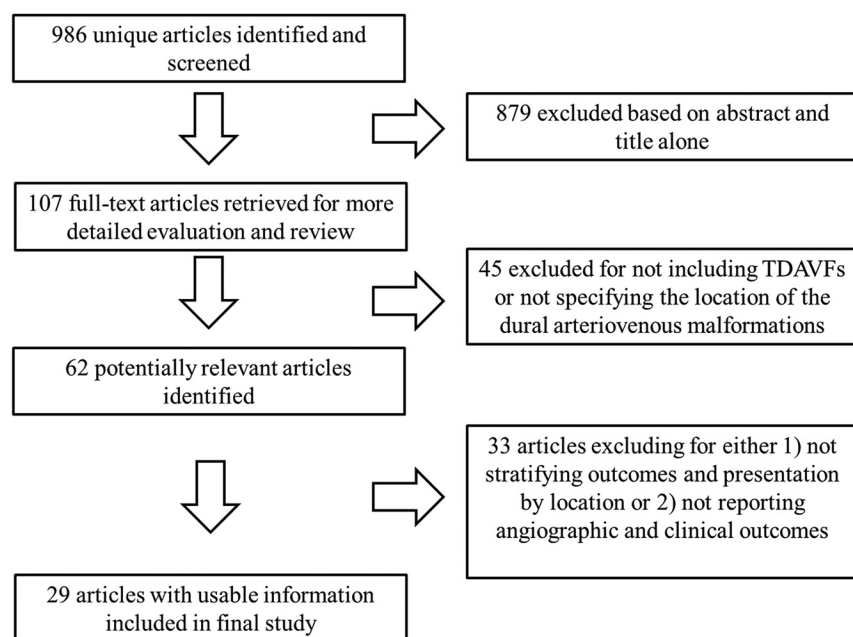 986 unique articles identified and
screened
879 excluded based on abstract and
title alone
107 full-text articles retrieved for more
detailed evaluation and review
45 excluded for not including TDAVFs
or not specifying the location of the
dural arteriovenous malformations
62 potentially relevant articles
identified
33 articles excluding for either 1) not
stratifying outcomes and presentation
by location or 2) not reporting
angiographic and clinical outcomes
29 articles with usable information
included in final study